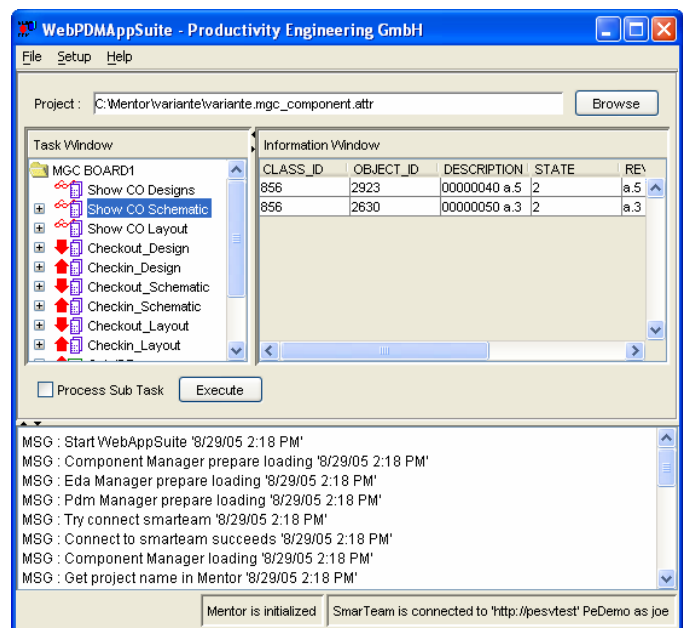 WebPDMAppSuite - Productivity Engineering GmbH
File Setup Help
Project : C:\Mentor\variante\variante.mgc_component.attr Browse
Task Window
MGC BOARD1
Show CO Designs
Show CO Schematic
Show CO Layout
Checkout_Design
Checkin_Design
Checkout_Schematic
Checkin_Schematic
Checkout_Layout
Checkin_Layout
Information Window
CLASS_ID OBJECT_ID DESCRIPTION STATE REV
856 2923 00000040 a.5 2 a.5
856 2630 00000050 a.3 2 a.3
Process Sub Task Execute
MSG : Start WebAppSuite '8/29/05 2:18 PM'
MSG : Component Manager prepare loading '8/29/05 2:18 PM'
MSG : Eda Manager prepare loading '8/29/05 2:18 PM'
MSG : Pdm Manager prepare loading '8/29/05 2:18 PM'
MSG : Try connect smarteam '8/29/05 2:18 PM'
MSG : Connect to smarteam succeeds '8/29/05 2:18 PM'
MSG : Component Manager loading '8/29/05 2:18 PM'
MSG : Get project name in Mentor '8/29/05 2:18 PM'
Mentor is initialized SmarTeam is connected to 'http://pesvtest' PeDemo as joe